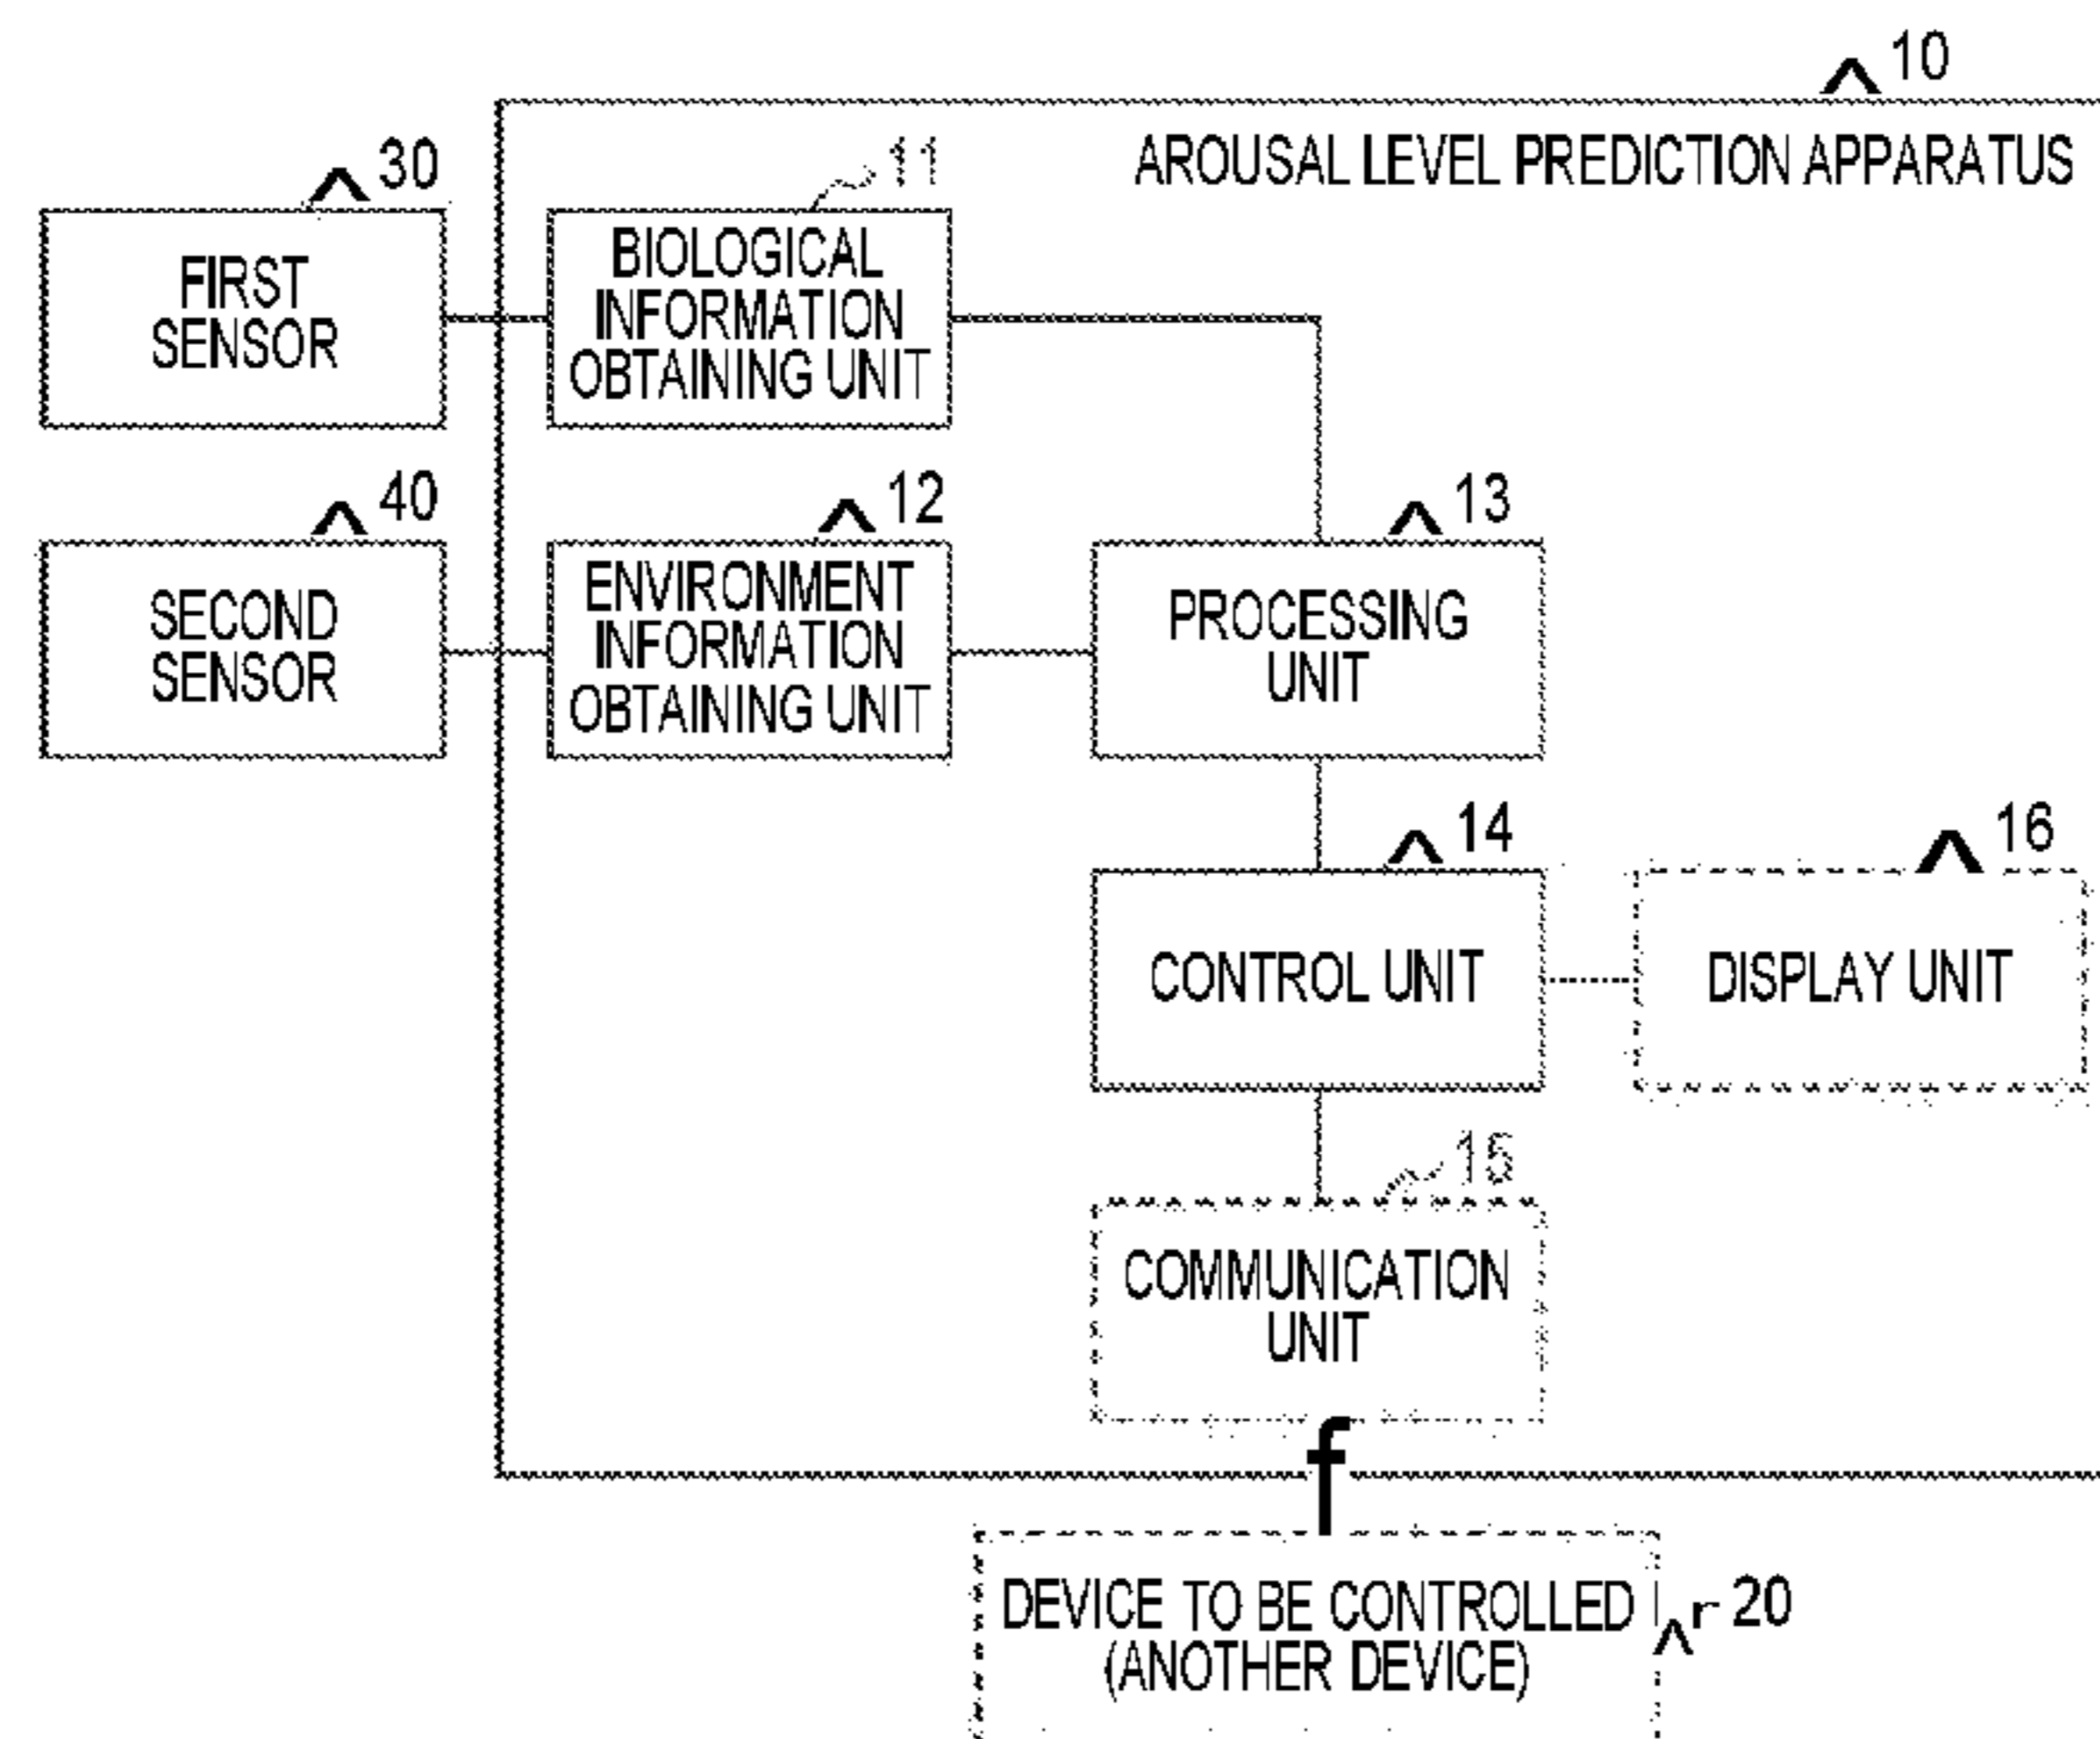 10
AROUSAL LEVEL PREDICTION APPARATUS
30
11
FIRST
SENSOR
BIOLOGICAL
INFORMATION
OBTAINING UNIT
40
12
13
SECOND
SENSOR
ENVIRONMENT
INFORMATION
OBTAINING UNIT
PROCESSING
UNIT
14
16
CONTROL UNIT
DISPLAY UNIT
15
COMMUNICATION
UNIT
f
DEVICE TO BE CONTROLLED
(ANOTHER DEVICE)
r 20